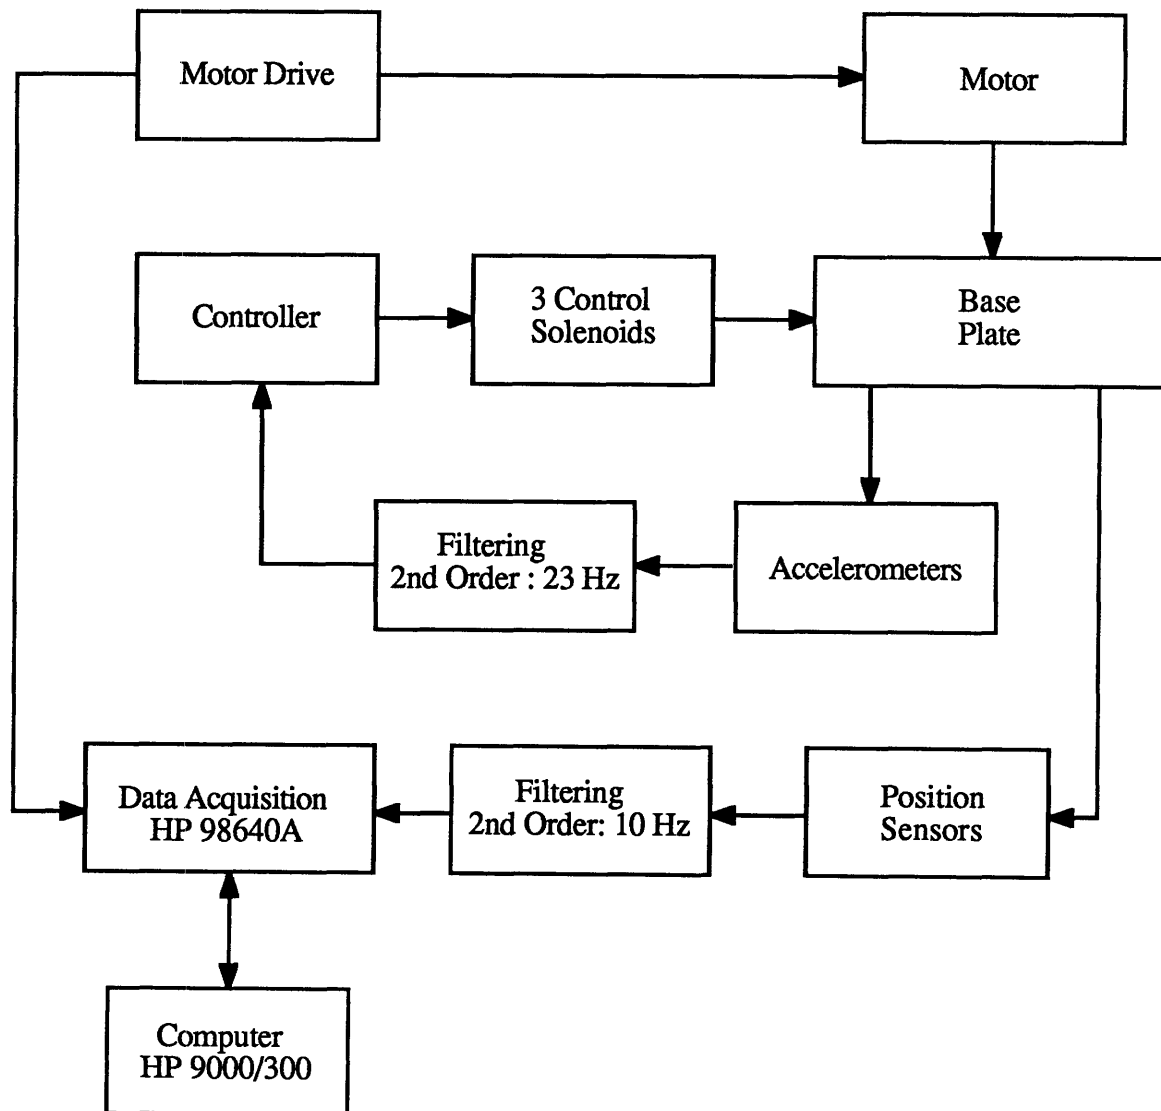 Motor Drive
Motor
Controller
3 Control
Solenoids
Base
Plate
Filtering
2nd Order : 23 Hz
Accelerometers
Data Acquisition
HP 98640A
Filtering
2nd Order: 10 Hz
Position
Sensors
Computer
HP 9000/300